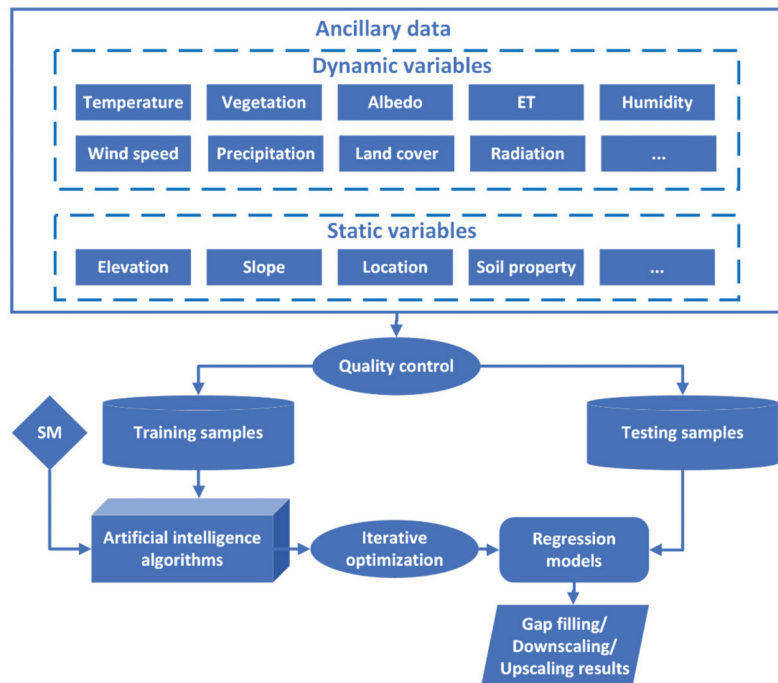 Ancillary data
Dynamic variables
Temperature Vegetation Albedo ET Humidity
Wind speed Precipitation Land cover Radiation ...
Static variables
Elevation Slope Location Soil property ...
Quality control
SM Training samples Testing samples
Artificial intelligence
algorithms
Iterative
optimization
Regression
models
Gap filling/
Downscaling/
Upscaling results